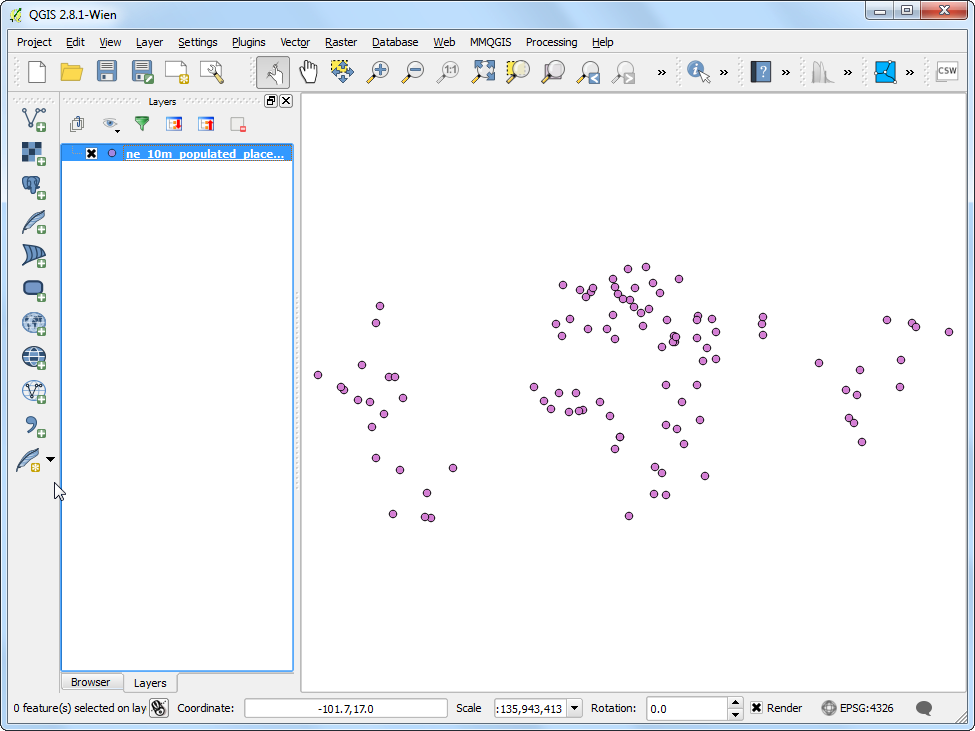 QGIS 2.8.1-Wien
Project Edit View Layer Settings Plugins Vector Raster Database Web MMQGIS Processing Help
1:1 » » » » » CSW
Layers
ne_10m_populated_place...
Browser Layers
0 feature(s) selected on lay Coordinate: -101.7,17.0 Scale :135,943,413 Rotation: 0.0 Render EPSG:4326